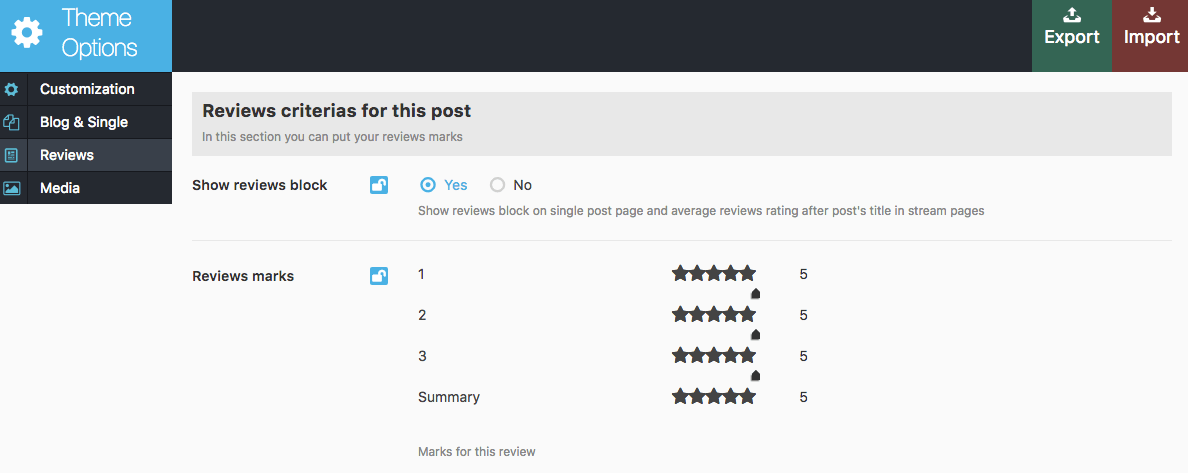 Theme
Options
Export
Import
Customization
Blog & Single
Reviews
Media
Reviews criterias for this post
In this section you can put your reviews marks
Show reviews block
Yes
No
Show reviews block on single post page and average reviews rating after post's title in stream pages
Reviews marks
1
5
2
5
3
5
Summary
5
Marks for this review